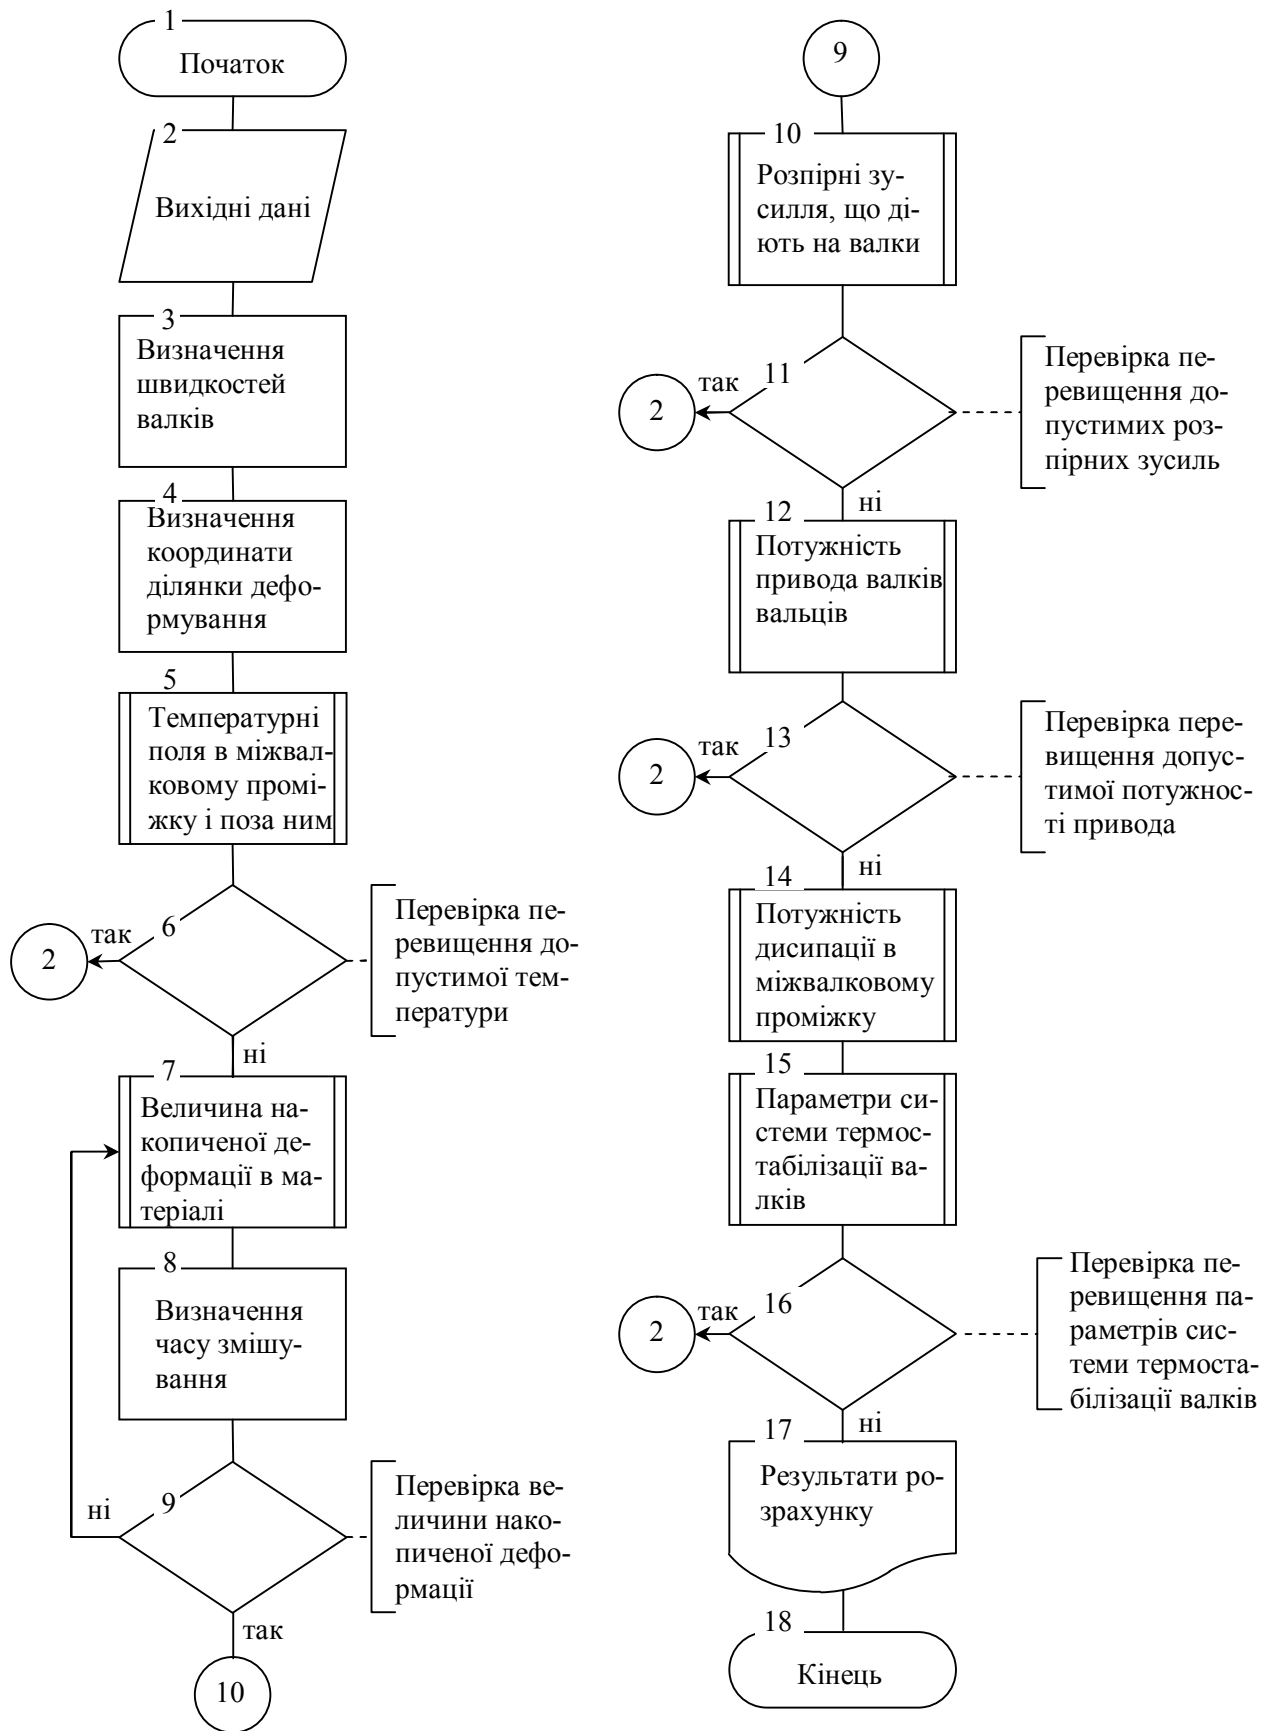 1
Початок
2
Вихідні дані
3
Визначення
швидкостей
валків
4
Визначення
координати
ділянки дефо-
рмування
5
Температурні
поля в міжвал-
ковому промі-
жку і поза ним
6
так
2
ні
Перевірка пе-
ревищення до-
пустимої тем-
ператури
7
Величина на-
копиченої де-
формації в ма-
теріалі
8
Визначення
часу змішу-
вання
9
ні
так
Перевірка ве-
личини нако-
пиченої дефо-
рмації
10
9
10
Розпірні зу-
силля, що ді-
ють на валки
11
так
2
ні
Перевірка пе-
ревищення до-
пустимих роз-
пірних зусиль
12
Потужність
привода валків
вальців
13
так
2
ні
Перевірка пере-
вищення допус-
тимої потужнос-
ті привода
14
Потужність
дисипації в
міжвалковому
проміжку
15
Параметри си-
стеми термос-
табілізації ва-
лків
16
так
2
ні
Перевірка пе-
ревищення па-
раметрів сис-
теми термоста-
білізації валків
17
Результати ро-
зрахунку
18
Кінець